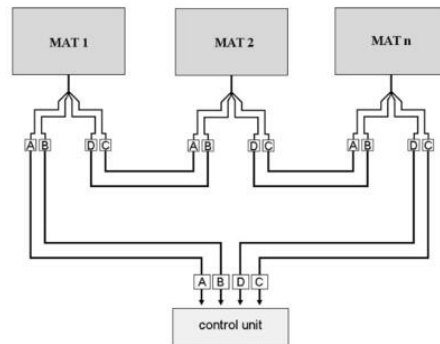 MAT 1 MAT 2 MAT n
A B D C A B D C A B D C
A B D C
control unit